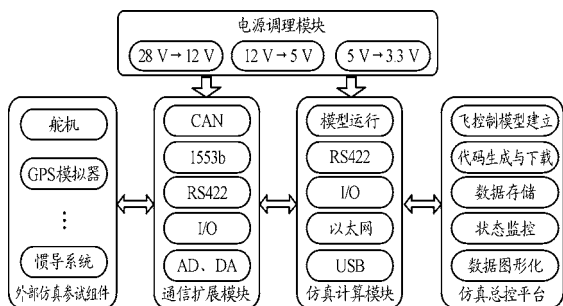 电源调理模块
28 V→12 V
12 V→5 V
5 V→3.3 V
舵机
GPS模拟器
⋮
惯导系统
外部仿真参试组件
CAN
1553b
RS422
I/O
AD、DA
通信扩展模块
模型运行
RS422
I/O
以太网
USB
仿真计算模块
飞控制模型建立
代码生成与下载
数据存储
状态监控
数据图形化
仿真总控平台